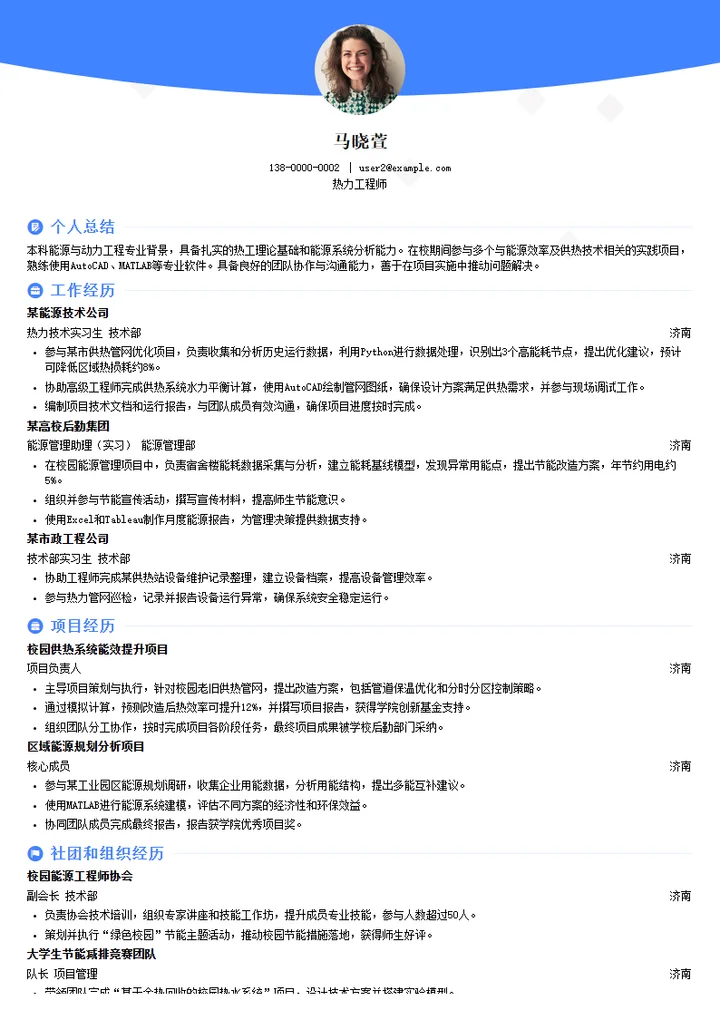 马晓萱
138-0000-0002 | user2@example.com
热力工程师
个人总结
本科能源与动力工程专业背景，具备扎实的热工理论基础和能源系统分析能力。在校期间参与多个与能源效率及供热技术相关的实践项目，
熟练使用AutoCAD、MATLAB等专业软件。具备良好的团队协作与沟通能力，善于在项目实施中推动问题解决。
工作经历
某能源技术公司
热力技术实习生 技术部 济南
• 参与某市供热管网优化项目，负责收集和分析历史运行数据，利用Python进行数据处理，识别出3个高能耗节点，提出优化建议，预计
可降低区域热损耗约8%。
• 协助高级工程师完成供热系统水力平衡计算，使用AutoCAD绘制管网图纸，确保设计方案满足供热需求，并参与现场调试工作。
• 编制项目技术文档和运行报告，与团队成员有效沟通，确保项目进度按时完成。
某高校后勤集团
能源管理助理（实习） 能源管理部 济南
• 在校园能源管理项目中，负责宿舍楼能耗数据采集与分析，建立能耗基线模型，发现异常用能点，提出节能改造方案，年节约用电约
5%。
• 组织并参与节能宣传活动，撰写宣传材料，提高师生节能意识。
• 使用Excel和Tableau制作月度能源报告，为管理决策提供数据支持。
某市政工程公司
技术部实习生 技术部 济南
• 协助工程师完成某供热站设备维护记录整理，建立设备档案，提高设备管理效率。
• 参与热力管网巡检，记录并报告设备运行异常，确保系统安全稳定运行。
项目经历
校园供热系统能效提升项目
项目负责人 济南
• 主导项目策划与执行，针对校园老旧供热管网，提出改造方案，包括管道保温优化和分时分区控制策略。
• 通过模拟计算，预测改造后热效率可提升12%，并撰写项目报告，获得学院创新基金支持。
• 组织团队分工协作，按时完成项目各阶段任务，最终项目成果被学校后勤部门采纳。
区域能源规划分析项目
核心成员 济南
• 参与某工业园区能源规划调研，收集企业用能数据，分析用能结构，提出多能互补建议。
• 使用MATLAB进行能源系统建模，评估不同方案的经济性和环保效益。
• 协同团队成员完成最终报告，报告获学院优秀项目奖。
社团和组织经历
校园能源工程师协会
副会长 技术部 济南
• 负责协会技术培训，组织专家讲座和技能工作坊，提升成员专业技能，参与人数超过50人。
• 策划并执行“绿色校园”节能主题活动，推动校园节能措施落地，获得师生好评。
大学生节能减排竞赛团队
队长 项目管理 济南
• 带领团队完成“基于余热回收的校园热水系统”项目，设计技术方案并搭建实验模型。